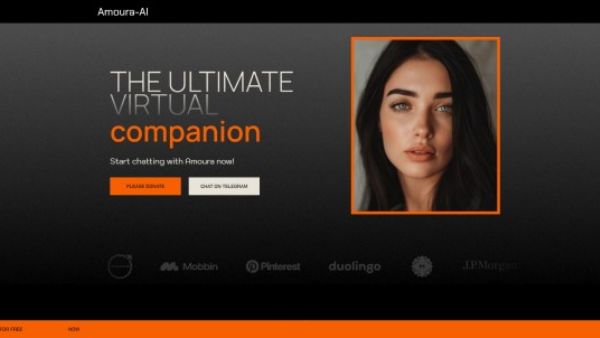 Amoura-AI
THE ULTIMATE
VIRTUAL
companion
Start chatting with Amoura now!
PLEASE DONATE
CHAT ON TELEGRAM
Mobbin
Pinterest
duolingo
J.P.Morgan
FOR FREE
NOW